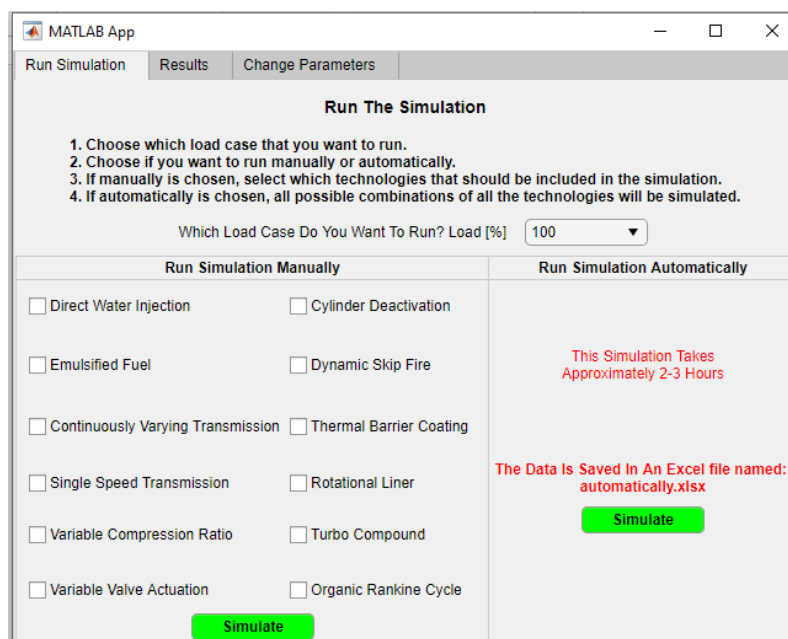 MATLAB App
Run Simulation
Results
Change Parameters
Run The Simulation
1. Choose which load case that you want to run.
2. Choose if you want to run manually or automatically.
3. If manually is chosen, select which technologies that should be included in the simulation.
4. If automatically is chosen, all possible combinations of all the technologies will be simulated.
Which Load Case Do You Want To Run? Load [%]
100
Run Simulation Manually
Direct Water Injection
Cylinder Deactivation
Emulsified Fuel
Dynamic Skip Fire
Continuously Varying Transmission
Thermal Barrier Coating
Single Speed Transmission
Rotational Liner
Variable Compression Ratio
Turbo Compound
Variable Valve Actuation
Organic Rankine Cycle
Simulate
Run Simulation Automatically
This Simulation Takes
Approximately 2-3 Hours
The Data Is Saved In An Excel file named:
automatically.xlsx
Simulate